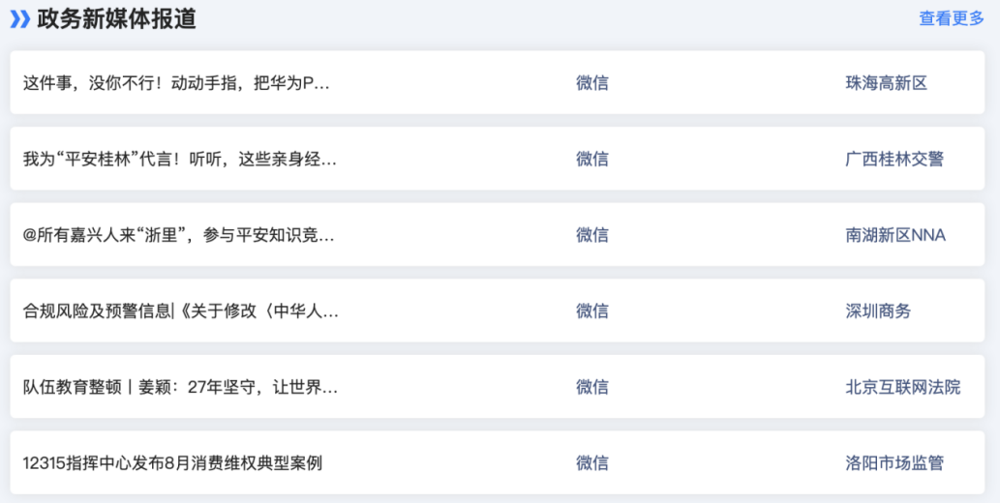 政务新媒体报道 查看更多
这件事，没你不行！动动手指，把华为P... 微信 珠海高新区
我为“平安桂林”代言！听听，这些亲身经... 微信 广西桂林交警
@所有嘉兴人来“浙里”，参与平安知识竞... 微信 南湖新区NNA
合规风险及预警信息|《关于修改〈中华人... 微信 深圳商务
队伍教育整顿丨姜颖：27年坚守，让世界... 微信 北京互联网法院
12315指挥中心发布8月消费维权典型案例 微信 洛阳市场监管